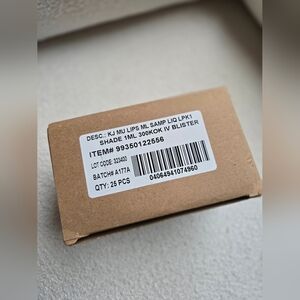 DESC.: KJ MU LIPS ML SAMP LIQ LPK1
SHADE 1ML 300KOK IV BLISTER
ITEM# 99350122556
LOT CODE: 323400
BATCH# A177A
QTY: 25 PCS
04064941074960